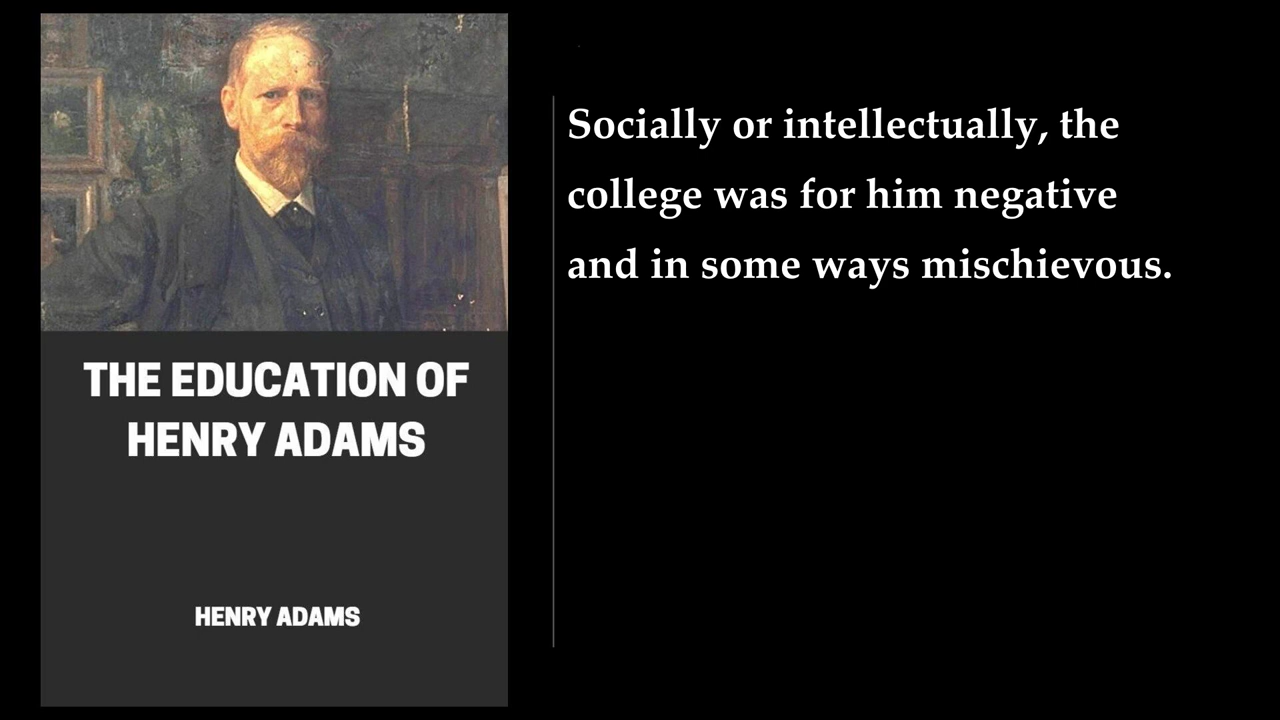 THE EDUCATION OF
HENRY ADAMS
HENRY ADAMS
Socially or intellectually, the
college was for him negative
and in some ways mischievous.